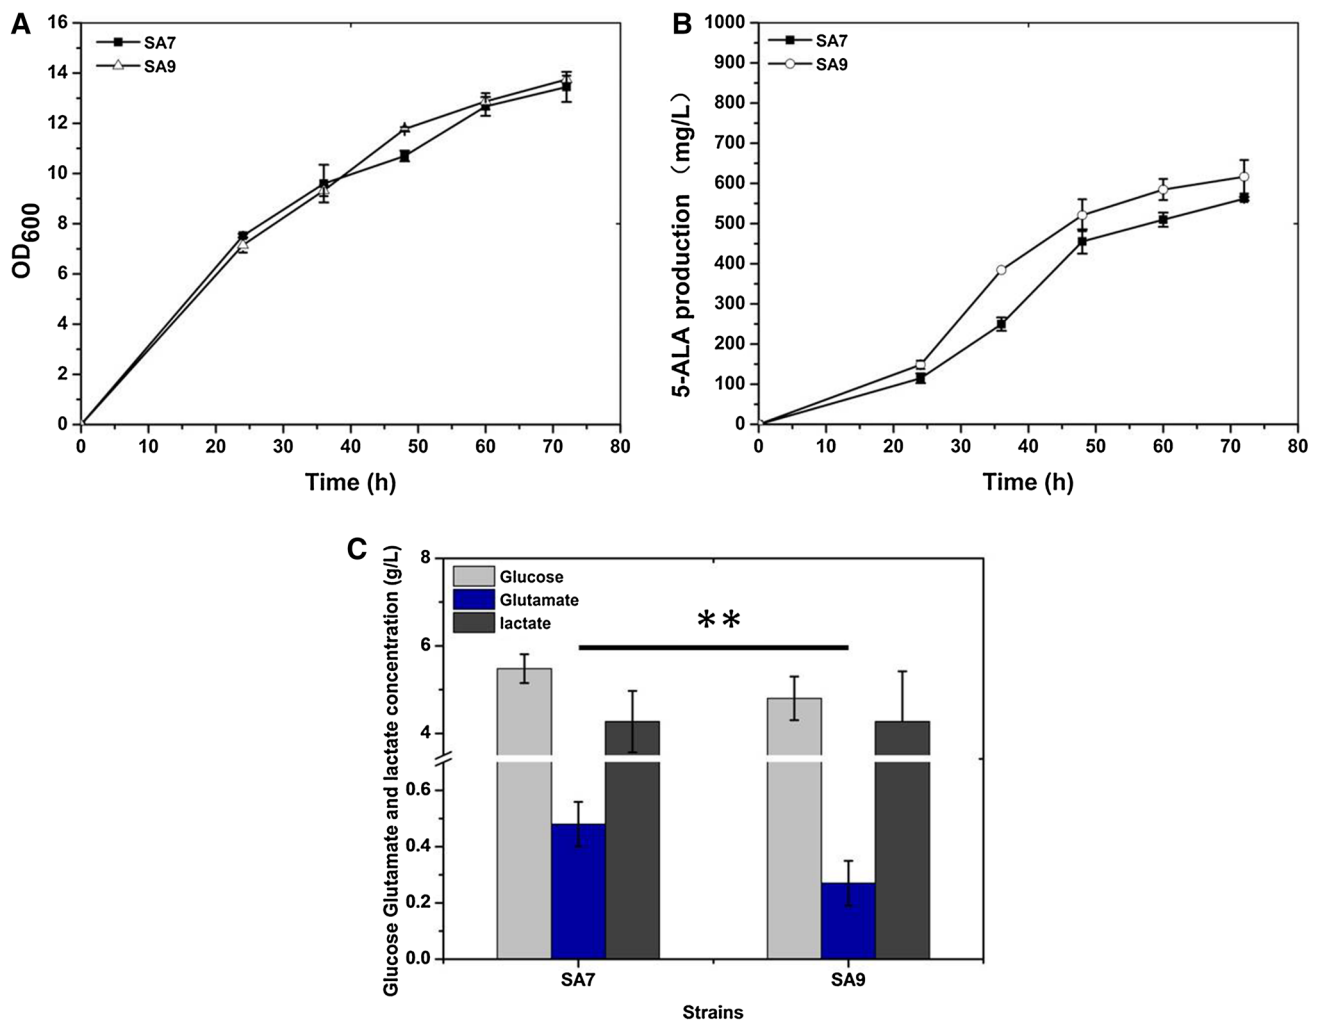 A
16
14
12
10
8
6
4
2
0
SA7
SA9
OD600
0 10 20 30 40 50 60 70 80
Time (h)
B
1000
900
800
700
600
500
400
300
200
100
0
SA7
SA9
5-ALA production （mg/L）
0 10 20 30 40 50 60 70 80
Time (h)
C
8
6
4
0.6
0.4
0.2
0.0
Glucose Glutamate and lactate concentration (g/L)
Glucose
Glutamate
lactate
**
SA7 SA9
Strains